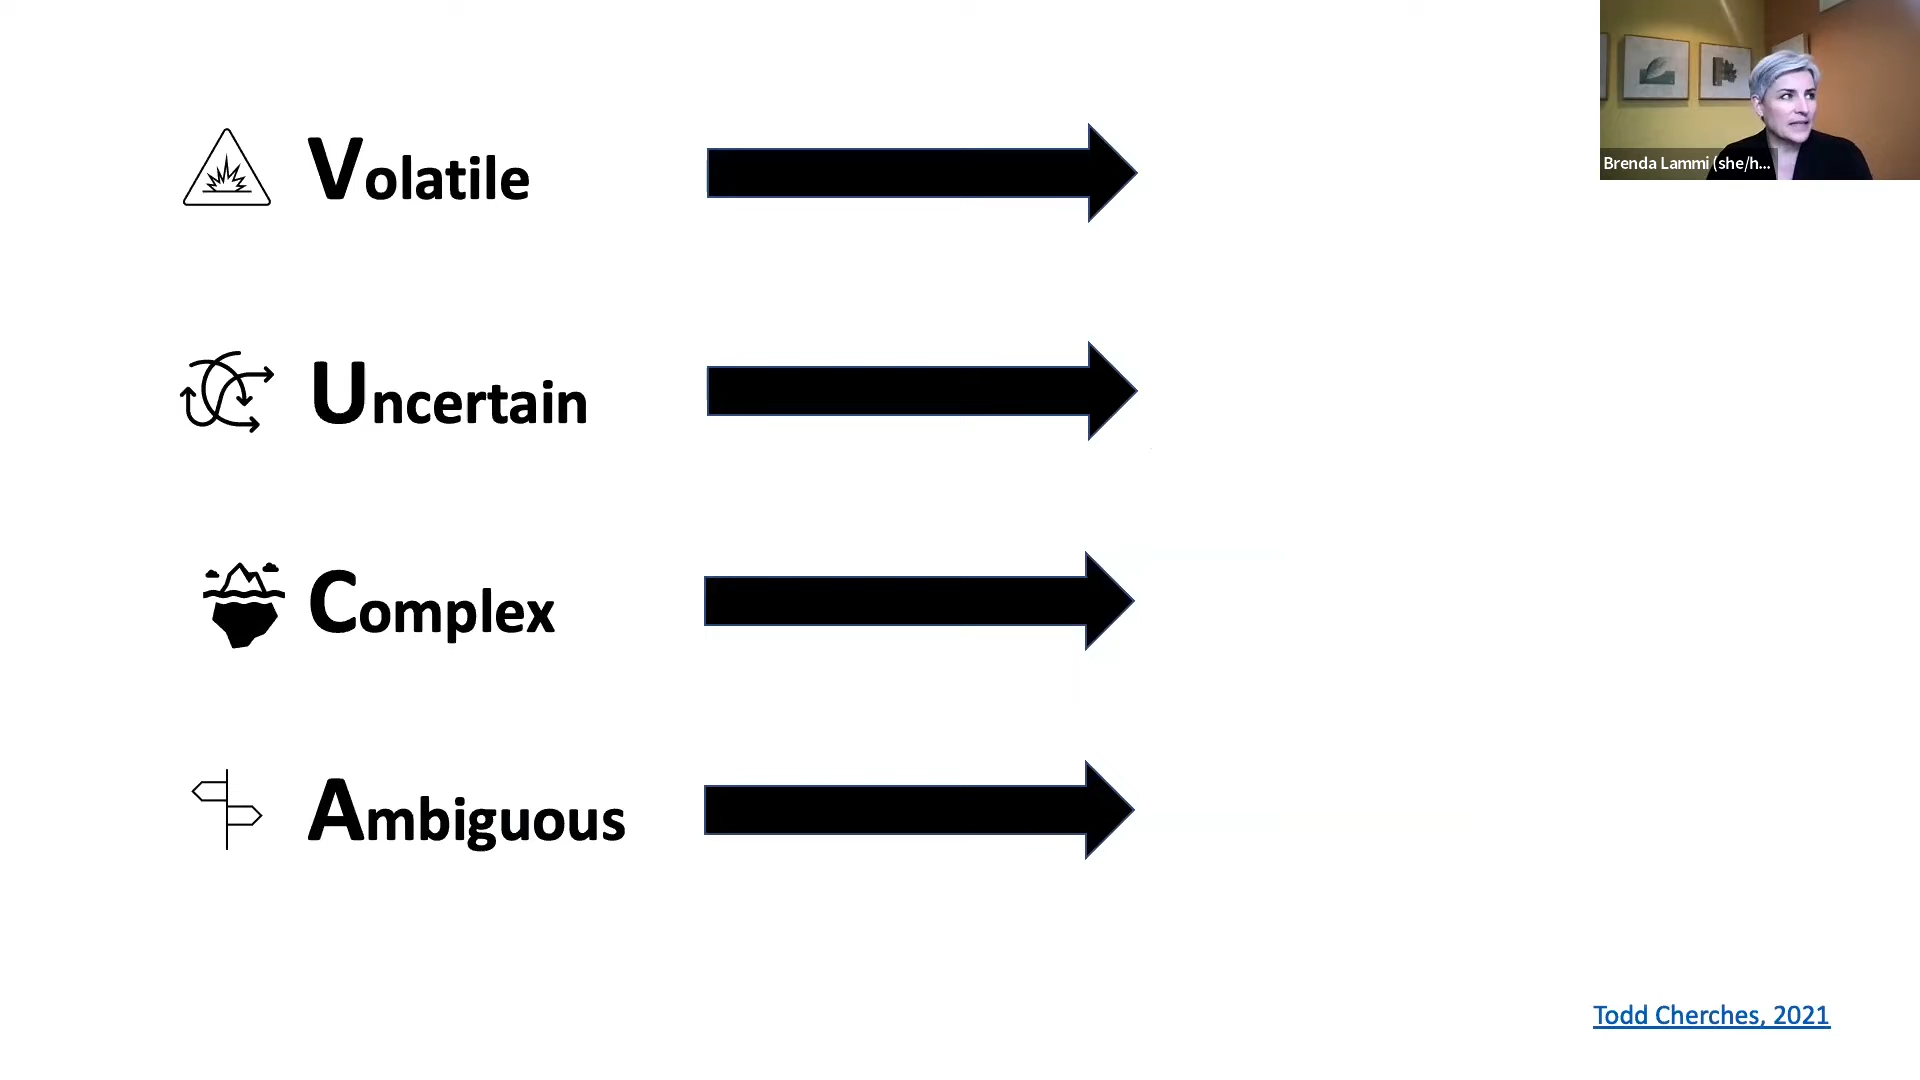 Volatile
Brenda Lammi (she/h...
Uncertain
Complex
Ambiguous
Todd Cherches, 2021